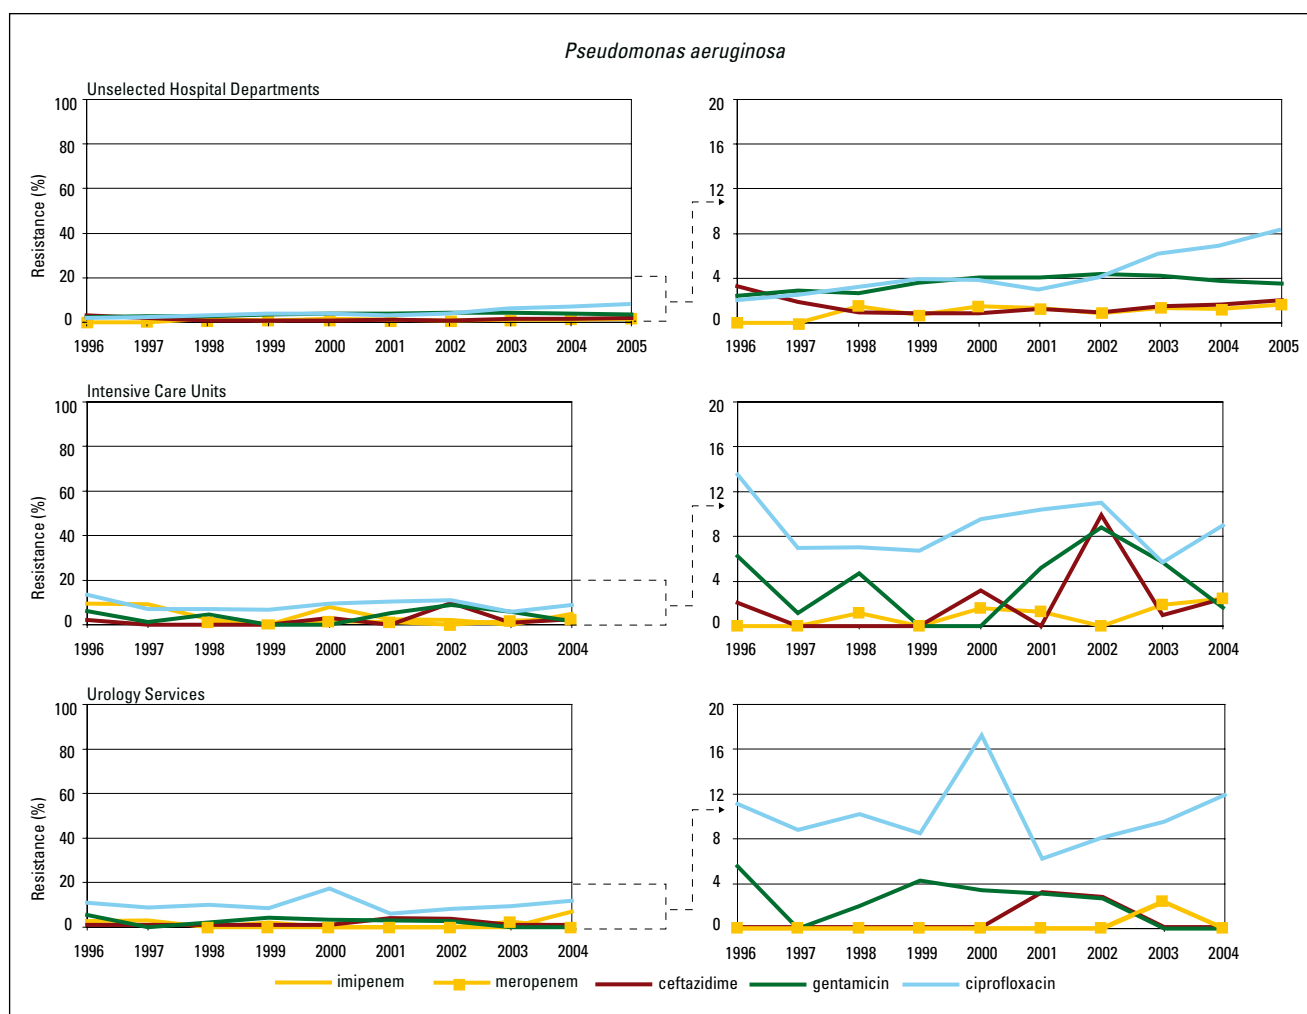 Pseudomonas aeruginosa
Unselected Hospital Departments
Resistance (%)
100
80
60
40
20
0
1996 1997 1998 1999 2000 2001 2002 2003 2004 2005
20
16
12
8
4
0
1996 1997 1998 1999 2000 2001 2002 2003 2004 2005
Intensive Care Units
Resistance (%)
100
80
60
40
20
0
1996 1997 1998 1999 2000 2001 2002 2003 2004
20
16
12
8
4
0
1996 1997 1998 1999 2000 2001 2002 2003 2004
Urology Services
Resistance (%)
100
80
60
40
20
0
1996 1997 1998 1999 2000 2001 2002 2003 2004
20
16
12
8
4
0
1996 1997 1998 1999 2000 2001 2002 2003 2004
imipenem meropenem ceftazidime gentamicin ciprofloxacin